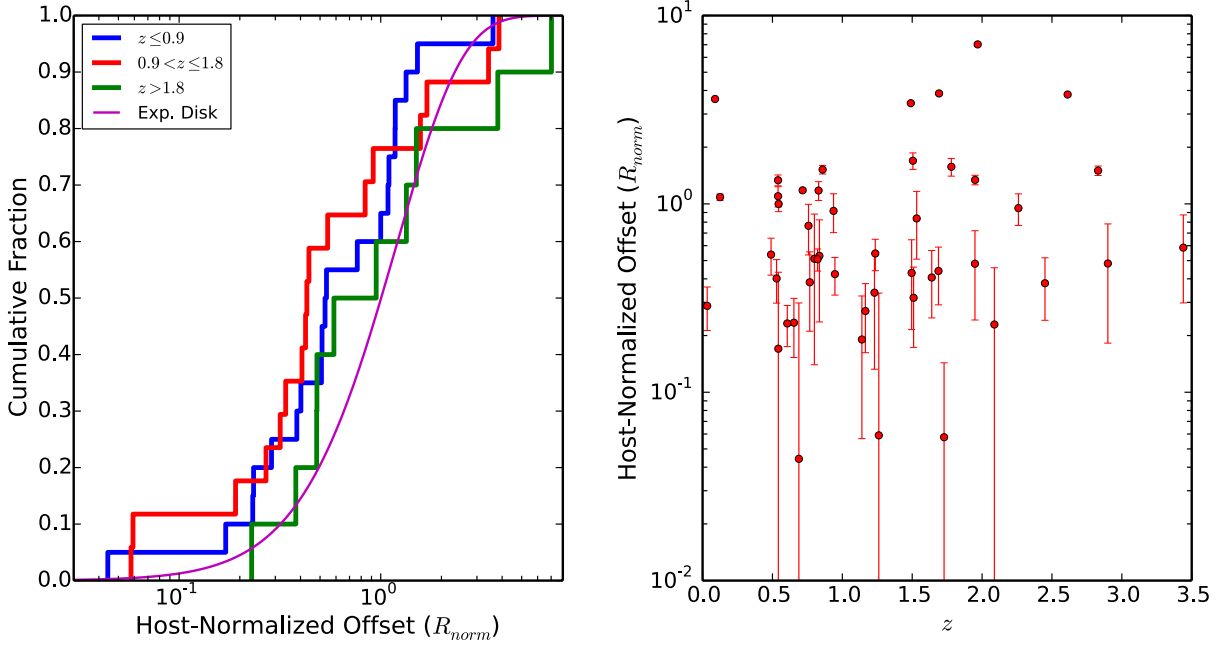 1.0
0.9
0.8
0.7
0.6
0.5
0.4
0.3
0.2
0.1
0.0
Cumulative Fraction
z ≤0.9
0.9 <z ≤1.8
z >1.8
Exp. Disk
10^-1
10^0
Host-Normalized Offset (R_norm)
10^1
10^0
10^-1
10^-2
Host-Normalized Offset (R_norm)
0.0 0.5 1.0 1.5 2.0 2.5 3.0 3.5
z